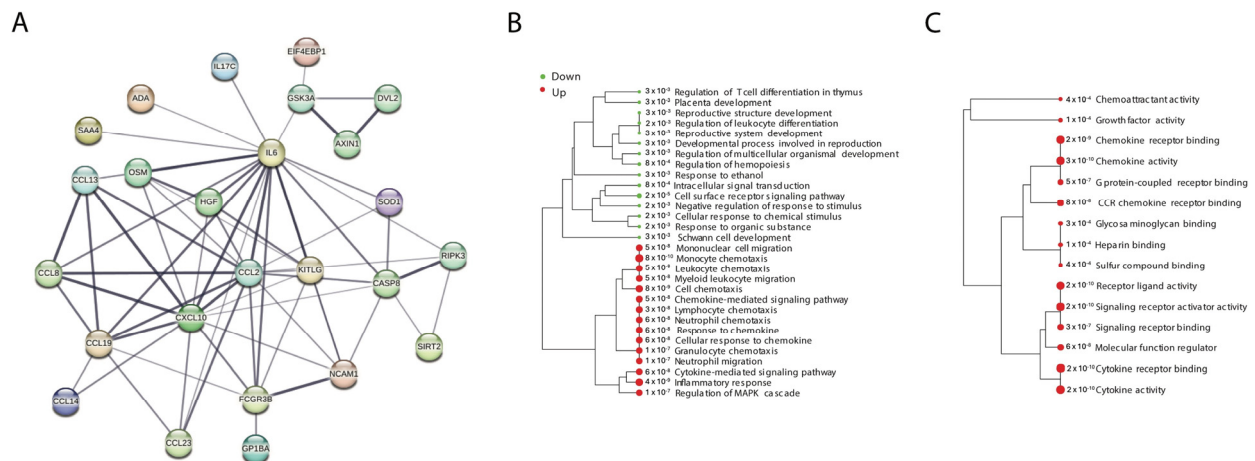 A
EIF4EBP1
IL17C
ADA
GSK3A
DVL2
SAA4
AXIN1
IL6
OSM
CCL13
HGF
SOD1
RIPK3
CCL8
CCL2
KITLG
CASP8
CXCL10
CCL19
SIRT2
NCAM1
CCL14
FCGR3B
CCL23
GP1BA
B
Down
Up
3 x 10-3 Regulation of T cell differentiation in thymus
3 x 10-3 Placenta development
3 x 10-3 Reproductive structure development
2 x 10-3 Regulation of leukocyte differentiation
3 x 10-3 Reproductive system development
3 x 10-3 Developmental process involved in reproduction
3 x 10-3 Regulation of multicellular organismal development
8 x 10-4 Regulation of hemopoiesis
3 x 10-3 Response to ethanol
8 x 10-4 Intracellular signal transduction
2 x 10-5 Cell surface receptor signaling pathway
2 x 10-3 Negative regulation of response to stimulus
2 x 10-3 Cellular response to chemical stimulus
2 x 10-3 Response to organic substance
3 x 10-3 Schwann cell development
5 x 10-9 Mononuclear cell migration
8 x 10-10 Monocyte chemotaxis
5 x 10-9 Leukocyte chemotaxis
5 x 10-8 Myeloid leukocyte migration
8 x 10-9 Cell chemotaxis
5 x 10-8 Chemokine-mediated signaling pathway
3 x 10-8 Lymphocyte chemotaxis
6 x 10-8 Neutrophil chemotaxis
6 x 10-8 Response to chemokine
6 x 10-8 Cellular response to chemokine
1 x 10-7 Granulocyte chemotaxis
1 x 10-7 Neutrophil migration
6 x 10-8 Cytokine-mediated signaling pathway
4 x 10-9 Inflammatory response
1 x 10-7 Regulation of MAPK cascade
C
4 x 10-4 Chemoattractant activity
1 x 10-4 Growth factor activity
2 x 10-9 Chemokine receptor binding
3 x 10-10 Chemokine activity
5 x 10-7 G protein-coupled receptor binding
8 x 10-8 CCR chemokine receptor binding
3 x 10-4 Glycosaminoglycan binding
1 x 10-4 Heparin binding
4 x 10-4 Sulfur compound binding
2 x 10-10 Receptor ligand activity
2 x 10-10 Signaling receptor activator activity
3 x 10-7 Signaling receptor binding
6 x 10-8 Molecular function regulator
2 x 10-10 Cytokine receptor binding
2 x 10-10 Cytokine activity